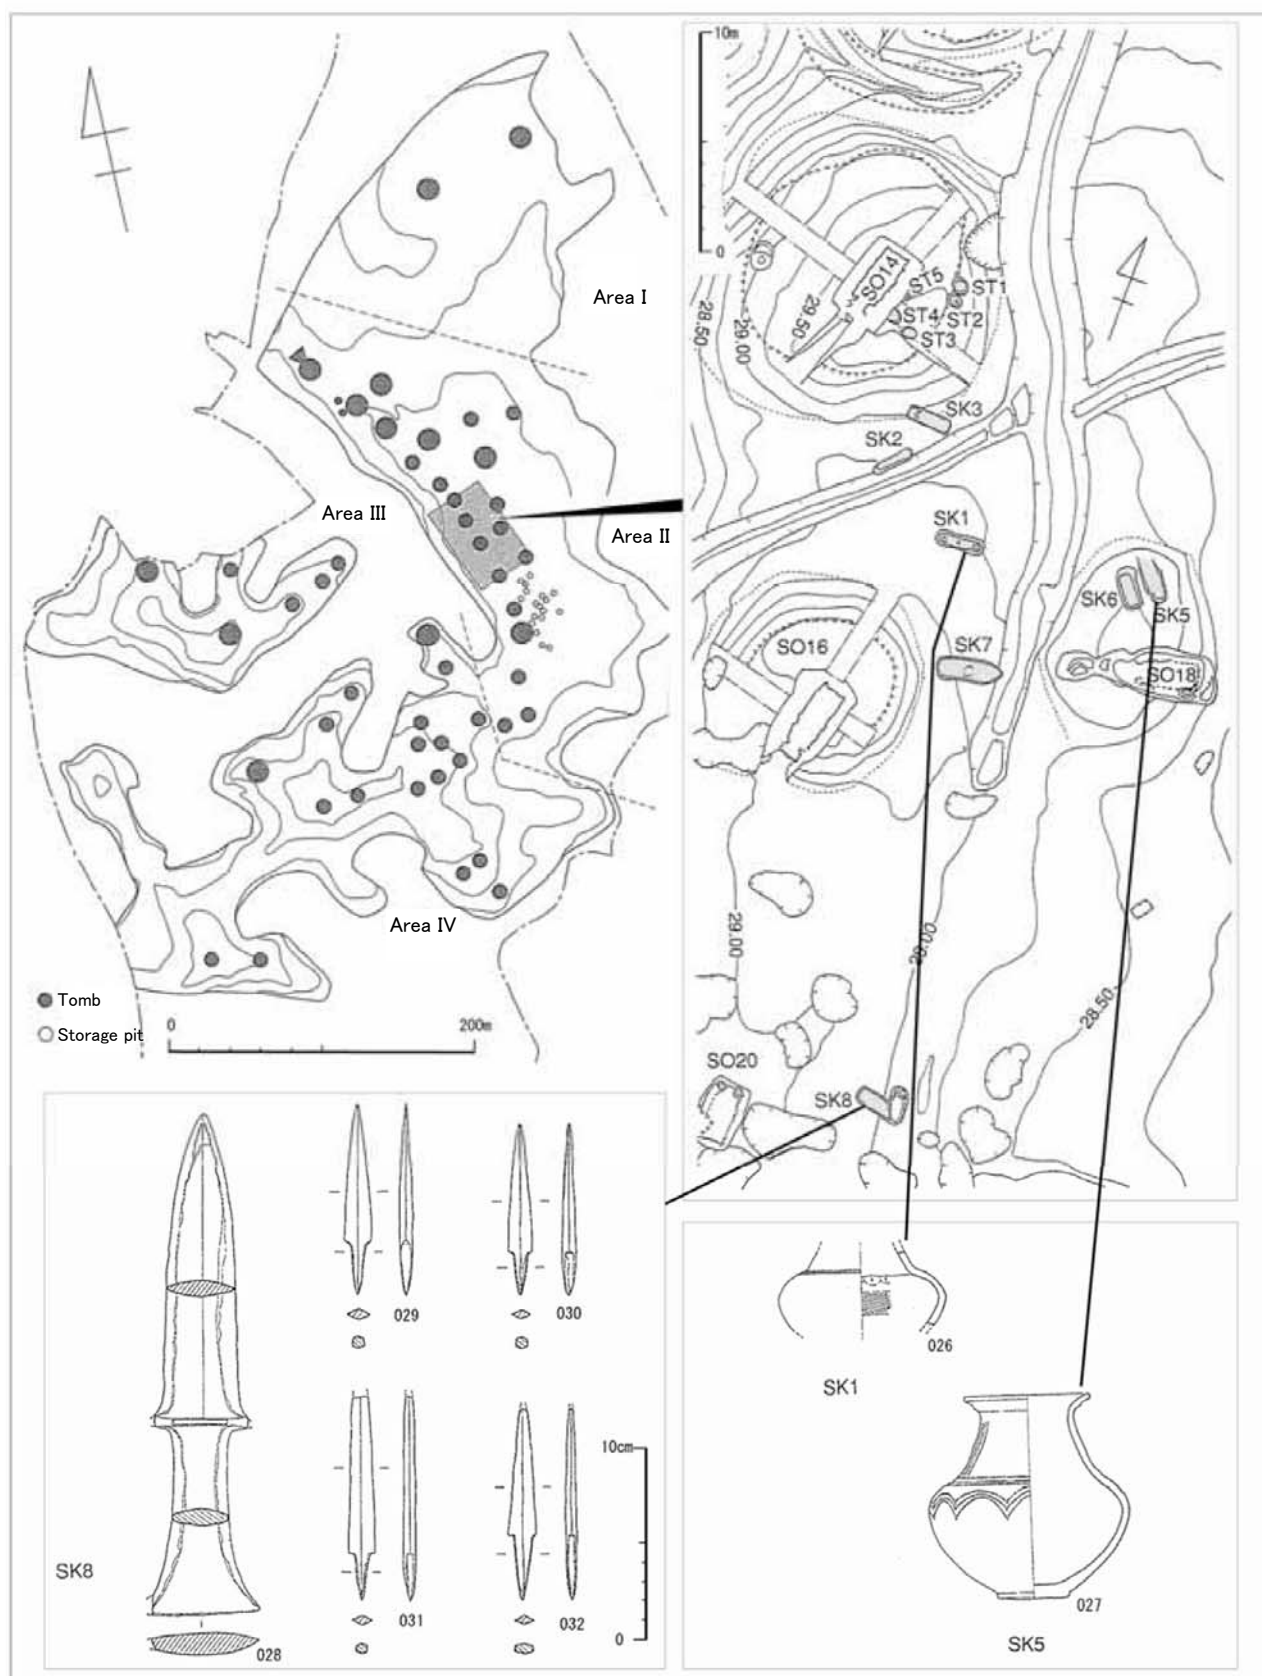 Area I
Area III
Area II
Area IV
Tomb
Storage pit
0
200m
10m
0
SO14
ST5
ST1
ST2
ST4
ST3
28.50
29.00
29.50
SK3
SK2
SK1
SK6
SK5
SK7
SO16
SO18
29.00
28.50
SO20
SK8
029
030
10cm
031
032
0
SK8
028
026
SK1
027
SK5